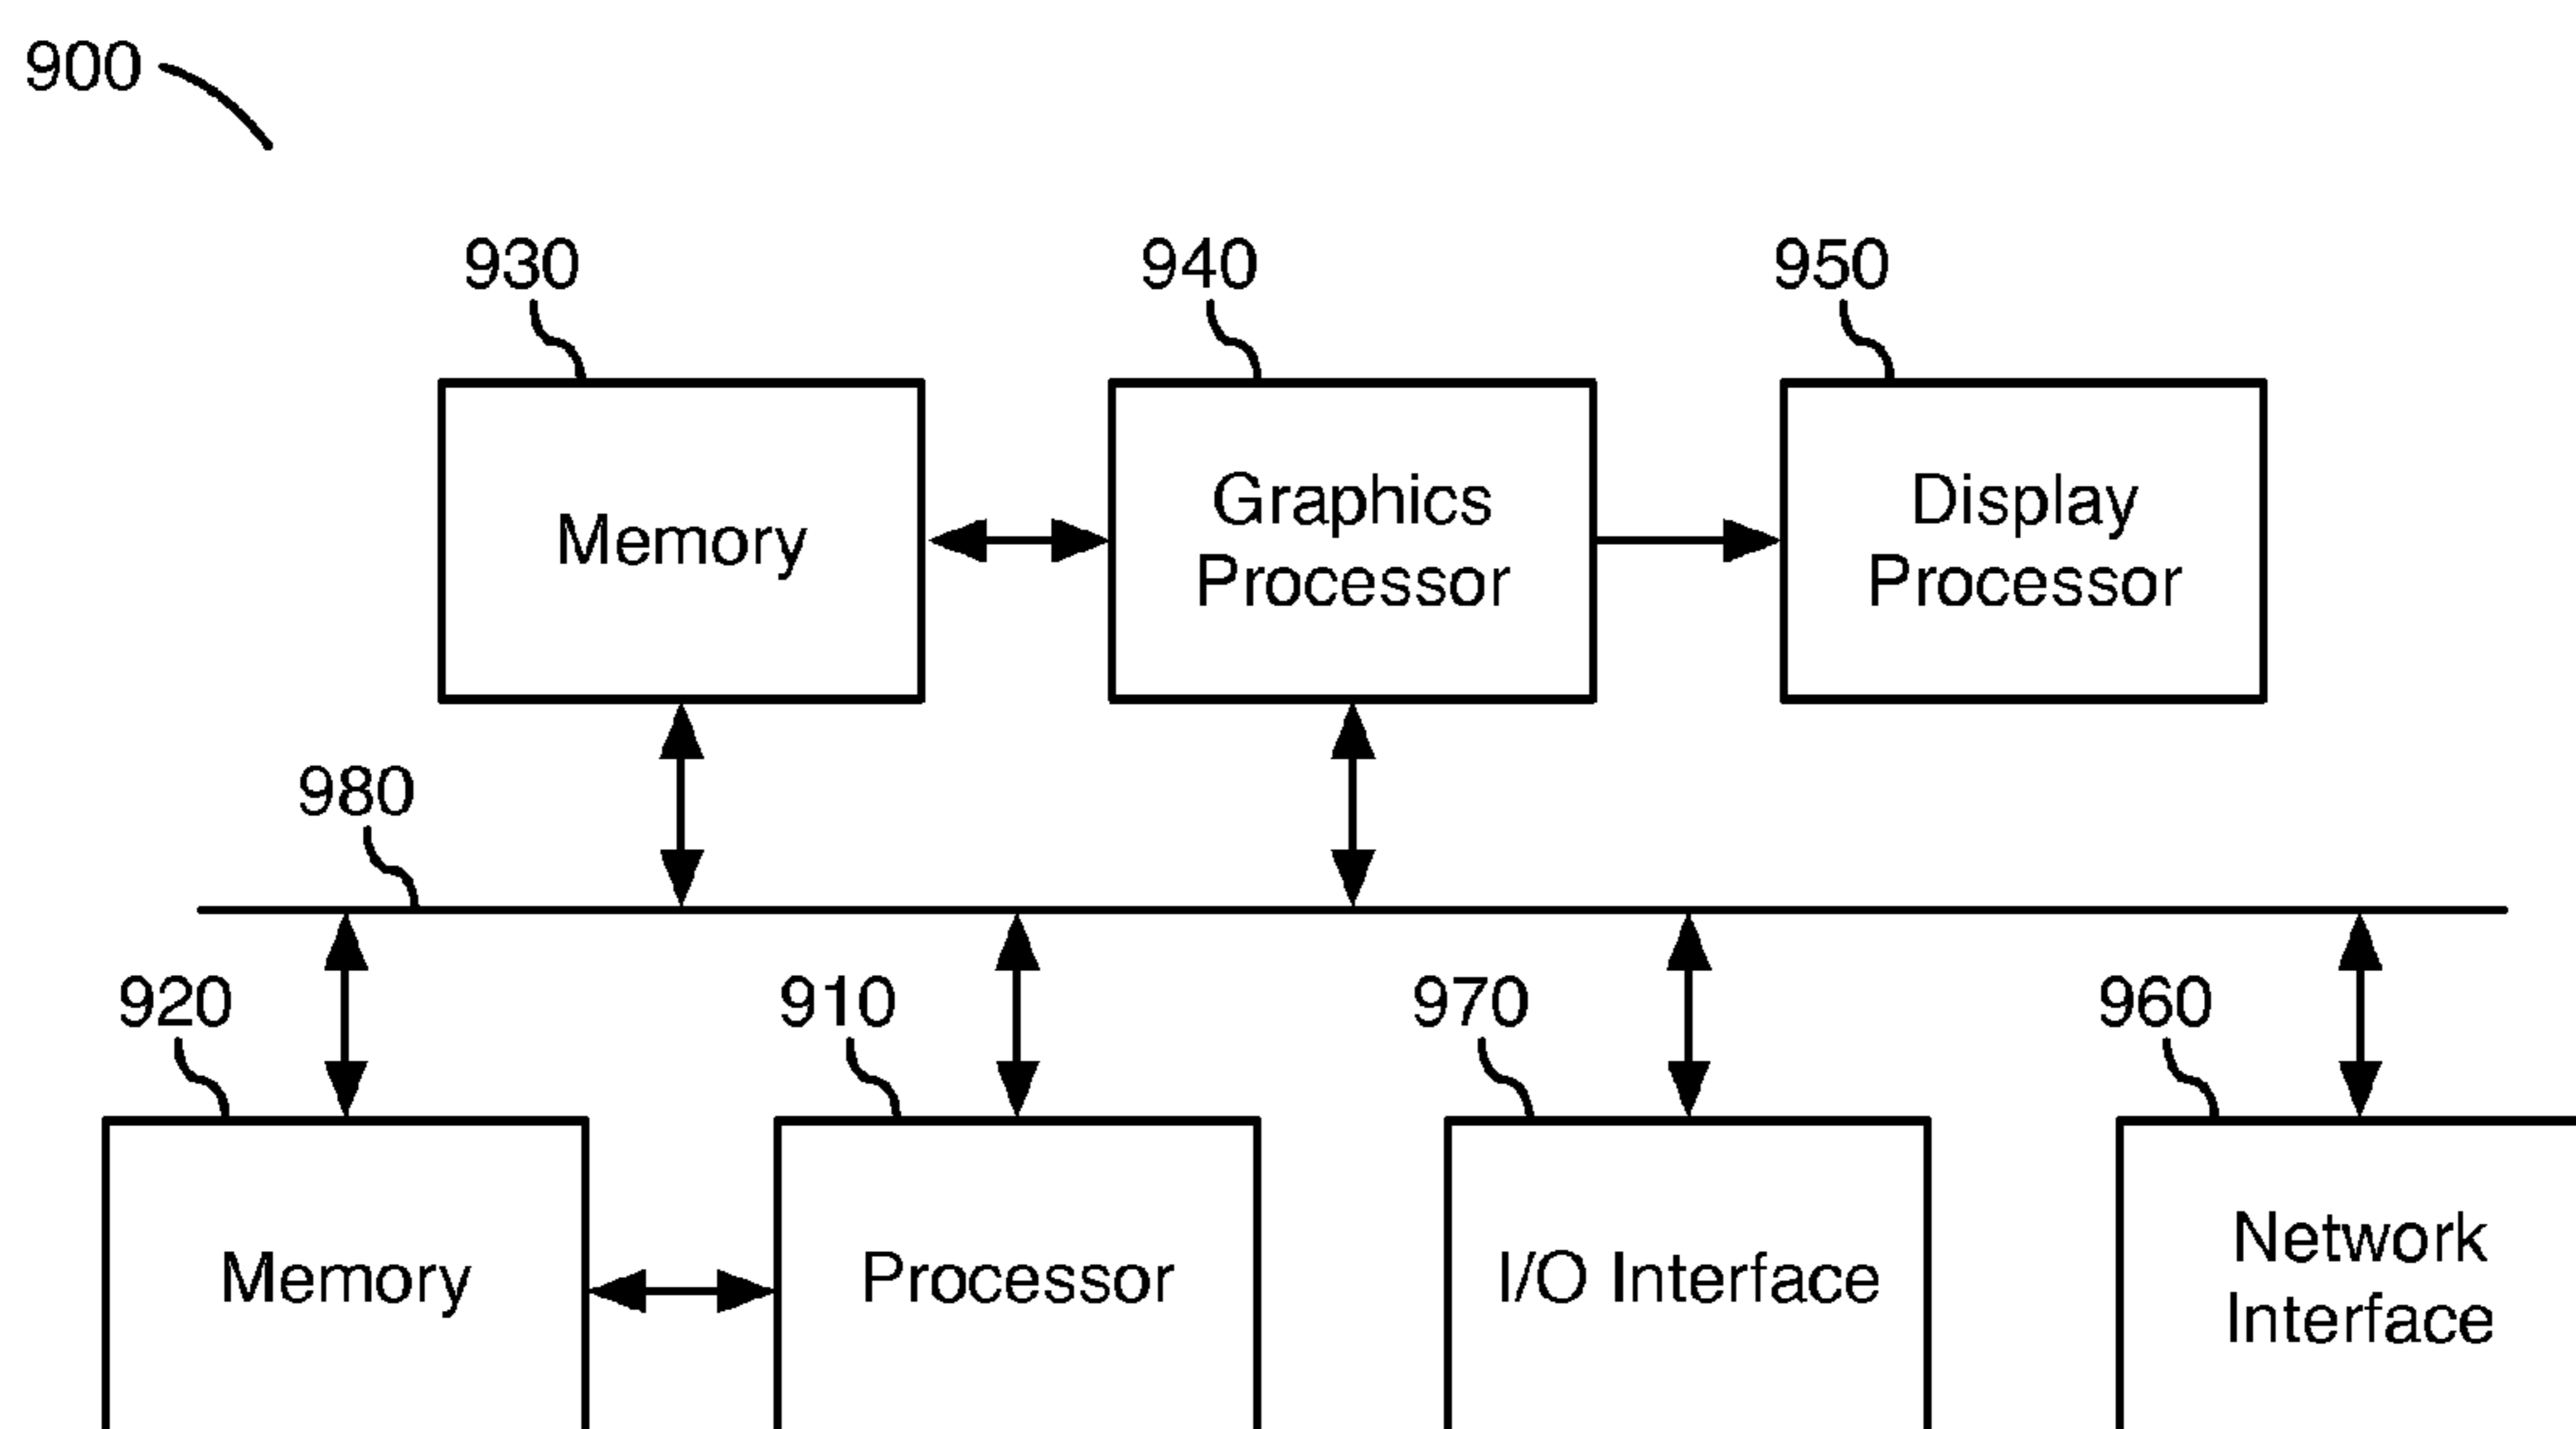 900
930
940
950
Memory
Graphics
Processor
Display
Processor
980
920
910
970
960
Memory
Processor
I/O Interface
Network
Interface